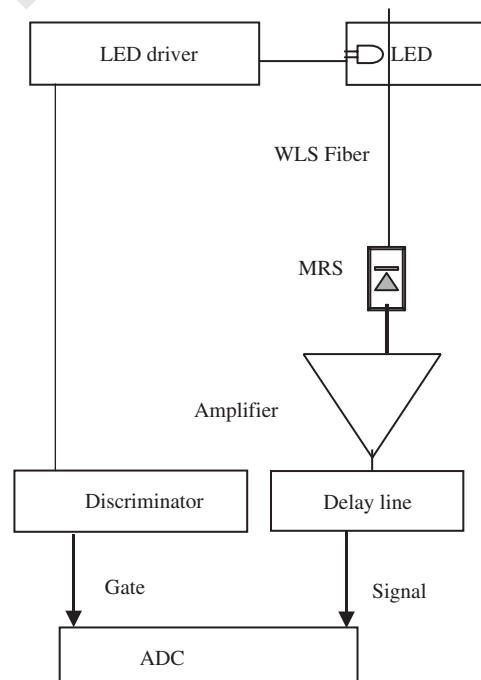 LED driver
LED
WLS Fiber
MRS
Amplifier
Discriminator
Delay line
Gate
Signal
ADC